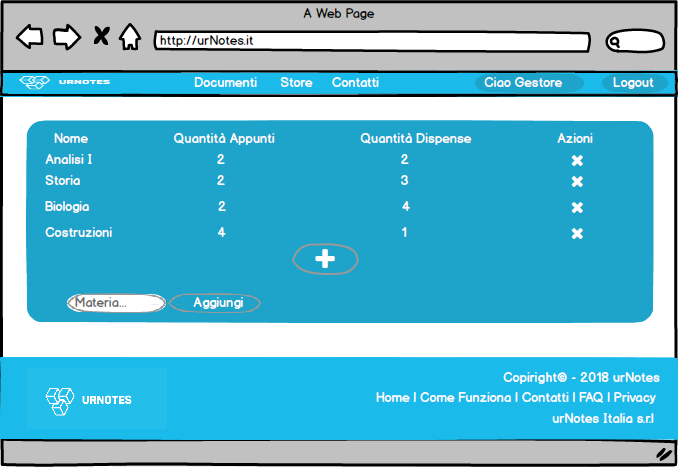 A Web Page
http://urNotes.it
URNOTES Documenti Store Contatti Ciao Gestore Logout
Nome Quantità Appunti Quantità Dispense Azioni
Analisi I 2 2
Storia 2 3
Biologia 2 4
Costruzioni 4 1
Materia... Aggiungi
Copiright© - 2018 urNotes
URNOTES Home | Come Funziona | Contatti | FAQ | Privacy
urNotes Italia s.r.l